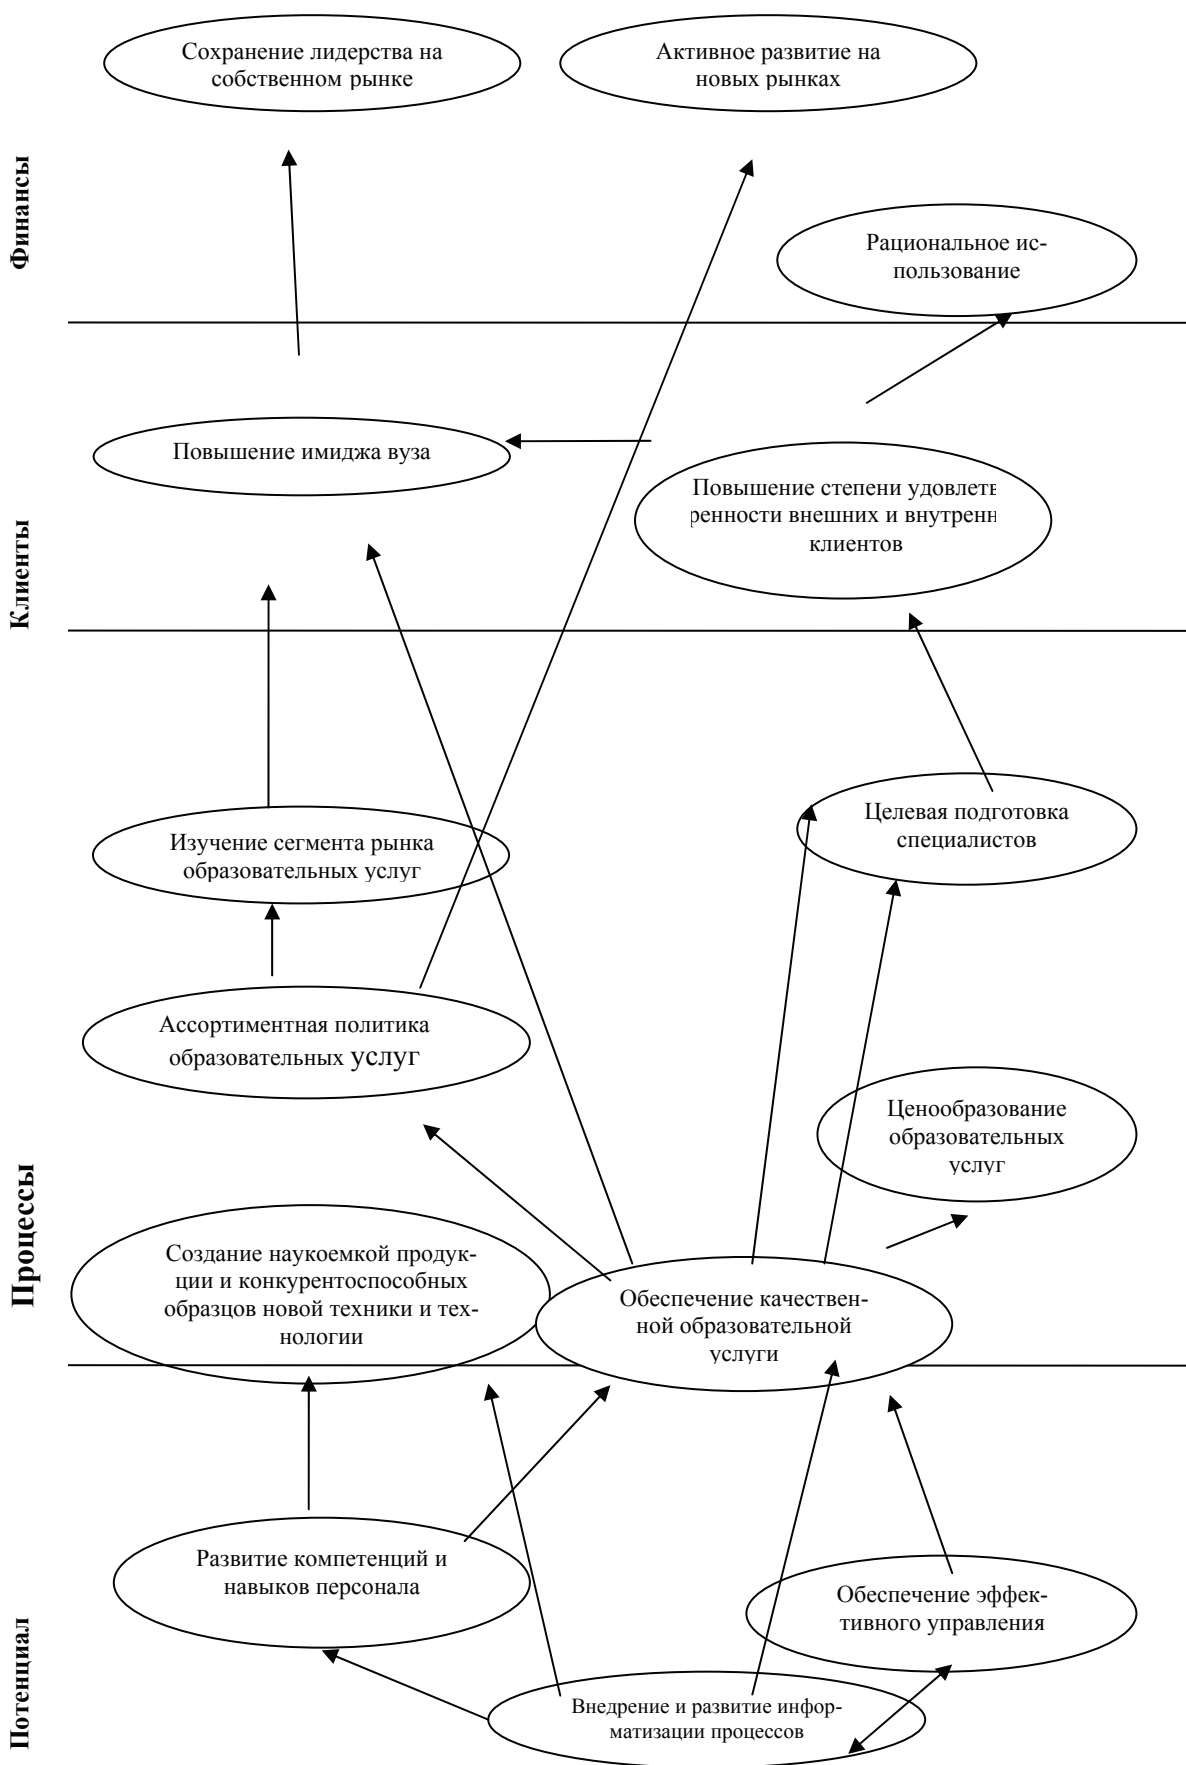 Сохранение лидерства на
собственном рынке
Активное развитие на
новых рынках
Финансы
Рациональное ис-
пользование
Повышение имиджа вуза
Повышение степени удовлетв
ренности внешних и внутренн
клиентов
Клиенты
Изучение сегмента рынка
образовательных услуг
Целевая подготовка
специалистов
Ассортиментная политика
образовательных услуг
Ценообразование
образовательных
услуг
Процессы
Создание наукоемкой продук-
ции и конкурентоспособных
образцов новой техники и тех-
нологии
Обеспечение качествен-
ной образовательной
услуги
Развитие компетенций и
навыков персонала
Обеспечение эффек-
тивного управления
Потенциал
Внедрение и развитие инфор-
матизации процессов